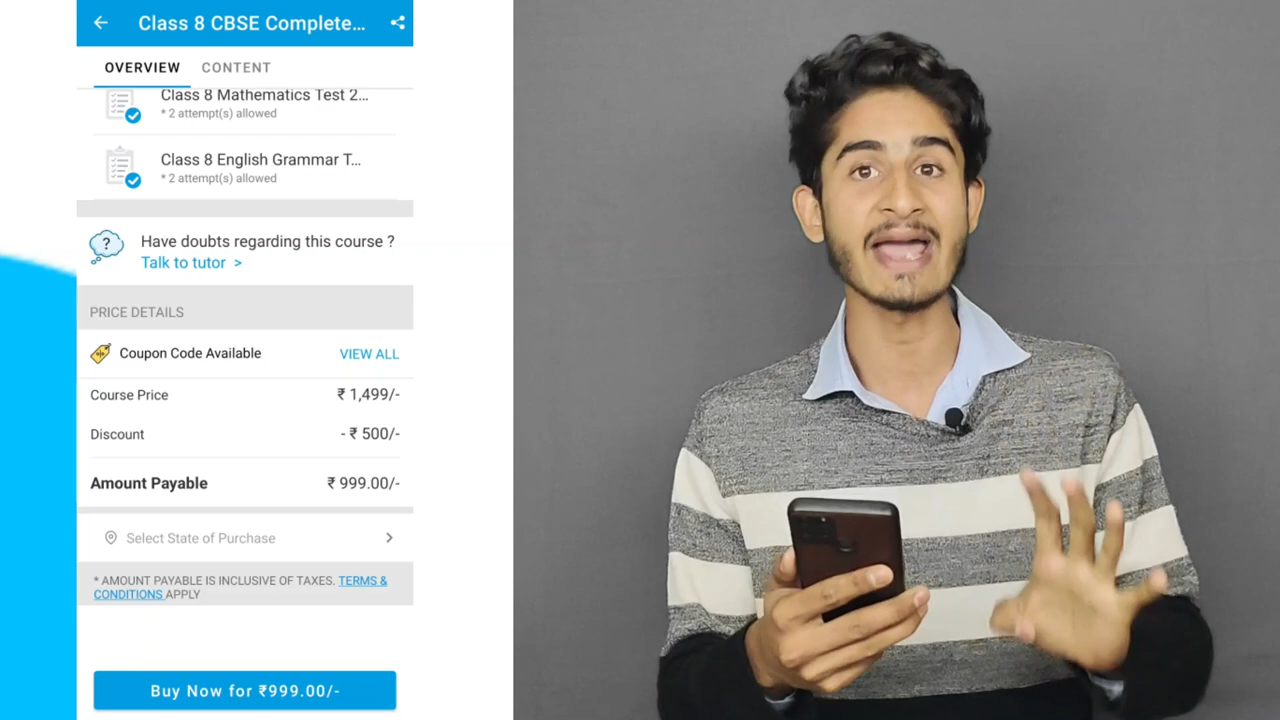 Class 8 CBSE Complete...
OVERVIEW CONTENT
Class 8 Mathematics Test 2...
* 2 attempt(s) allowed
Class 8 English Grammar T...
* 2 attempt(s) allowed
?
Have doubts regarding this course ?
Talk to tutor >
PRICE DETAILS
Coupon Code Available VIEW ALL
Course Price ₹ 1,499/-
Discount - ₹ 500/-
Amount Payable ₹ 999.00/-
Select State of Purchase >
* AMOUNT PAYABLE IS INCLUSIVE OF TAXES. TERMS &
CONDITIONS APPLY
Buy Now for ₹999.00/-